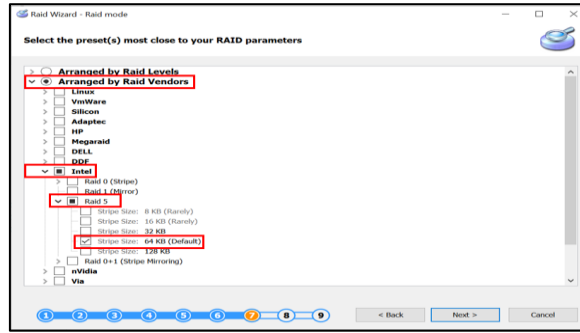 Raid Wizard - Raid mode
Select the preset(s) most close to your RAID parameters
Arranged by Raid Levels
Arranged by Raid Vendors
Linux
VmWare
Silicon
Adaptec
HP
Megaraid
DELL
DDF
Intel
Raid 0 (Stripe)
Raid 1 (Mirror)
Raid 5
Stripe Size: 8 KB (Rarely)
Stripe Size: 16 KB (Rarely)
Stripe Size: 32 KB
Stripe Size: 64 KB (Default)
Stripe Size: 128 KB
Raid 0+1 (Stripe Mirroring)
nVidia
Via
1 2 3 4 5 6 7 8 9 < Back Next > Cancel